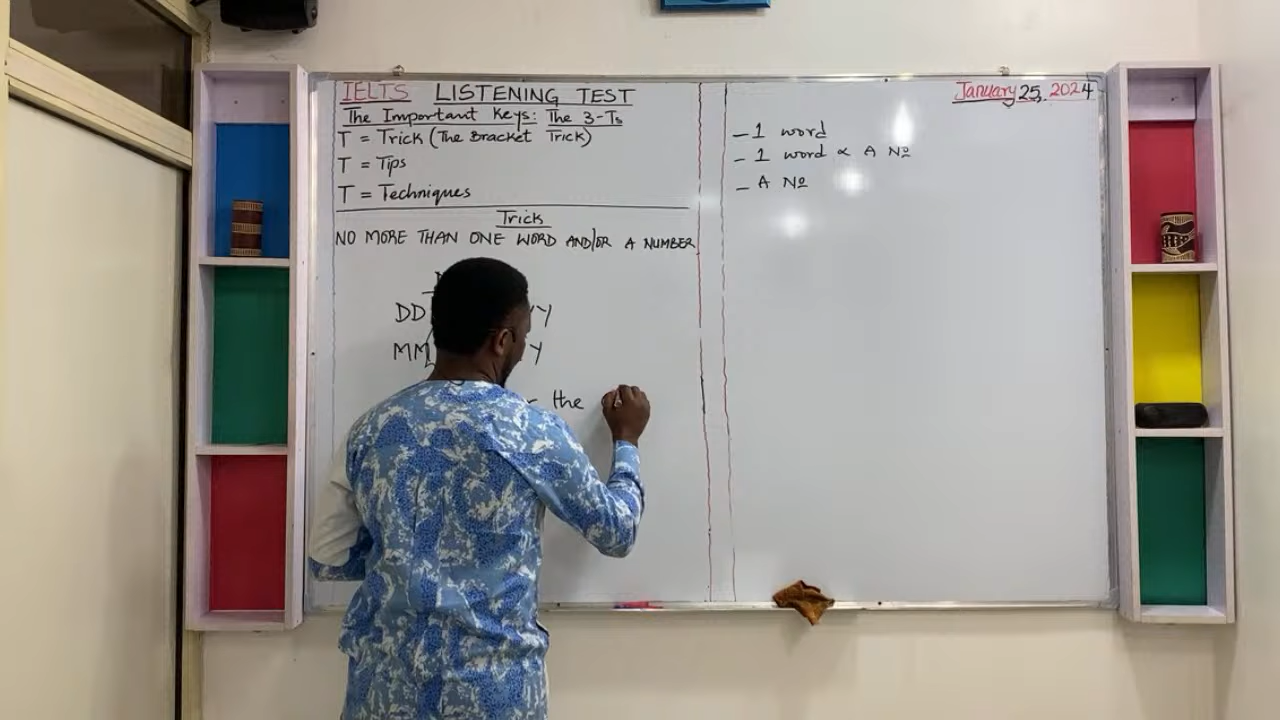 IELTS LISTENING TEST
The Important Keys: The 3-Ts
T = Trick (The Bracket Trick)
T = Tips
T = Techniques
Trick
NO MORE THAN ONE WORD AND/OR A NUMBER
DD
MM
the
January 25, 2024
- 1 word
- 1 word ∝ A No
- A No